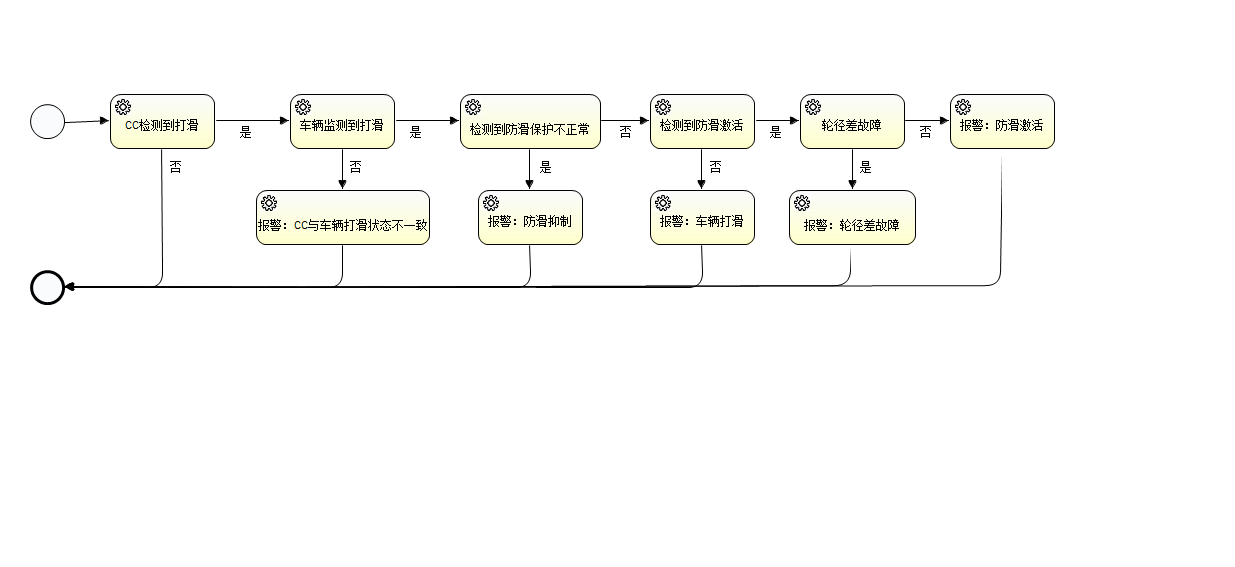 CC检测到打滑
是
车辆监测到打滑
是
检测到防滑保护不正常
否
检测到防滑激活
是
轮径差故障
否
报警：防滑激活
否
否
是
否
是
报警：CC与车辆打滑状态不一致
报警：防滑抑制
报警：车辆打滑
报警：轮径差故障